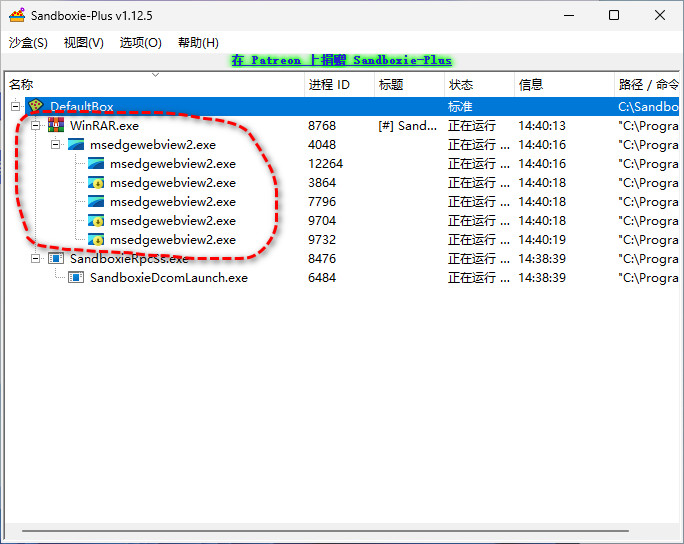 Sandboxie-Plus v1.12.5
沙盒(S) 视图(V) 选项(O) 帮助(H)
在 Patreon 上捐赠 Sandboxie-Plus
名称 进程 ID 标题 状态 信息 路径 / 命令
DefaultBox 标准 C:\Sandbo
WinRAR.exe 8768 [#] Sand... 正在运行 14:40:13 "C:\Progra
msedgewebview2.exe 4048 正在运行 ... 14:40:16 "C:\Progra
msedgewebview2.exe 12264 正在运行 ... 14:40:16 "C:\Progra
msedgewebview2.exe 3864 正在运行 ... 14:40:18 "C:\Progra
msedgewebview2.exe 7796 正在运行 ... 14:40:18 "C:\Progra
msedgewebview2.exe 9704 正在运行 ... 14:40:18 "C:\Progra
msedgewebview2.exe 9732 正在运行 ... 14:40:19 "C:\Progra
SandboxieRpcSs.exe 8476 正在运行 ... 14:38:39 "C:\Progra
SandboxieDcomLaunch.exe 6484 正在运行 ... 14:38:39 "C:\Progra